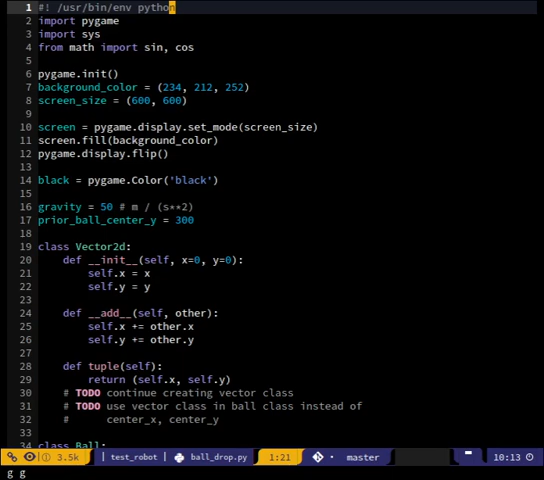 1 #! /usr/bin/env python
2 import pygame
3 import sys
4 from math import sin, cos
5
6 pygame.init()
7 background_color = (234, 212, 252)
8 screen_size = (600, 600)
9
10 screen = pygame.display.set_mode(screen_size)
11 screen.fill(background_color)
12 pygame.display.flip()
13
14 black = pygame.Color('black')
15
16 gravity = 50 # m / (s**2)
17 prior_ball_center_y = 300
18
19 class Vector2d:
20     def __init__(self, x=0, y=0):
21         self.x = x
22         self.y = y
23
24     def __add__(self, other):
25         self.x += other.x
26         self.y += other.y
27
28     def tuple(self):
29         return (self.x, self.y)
30     # TODO continue creating vector class
31     # TODO use vector class in ball class instead of
32     #      center_x, center_y
33
34 class Ball:
3.5k | test_robot | ball_drop.py 1:21 master 10:13
g g